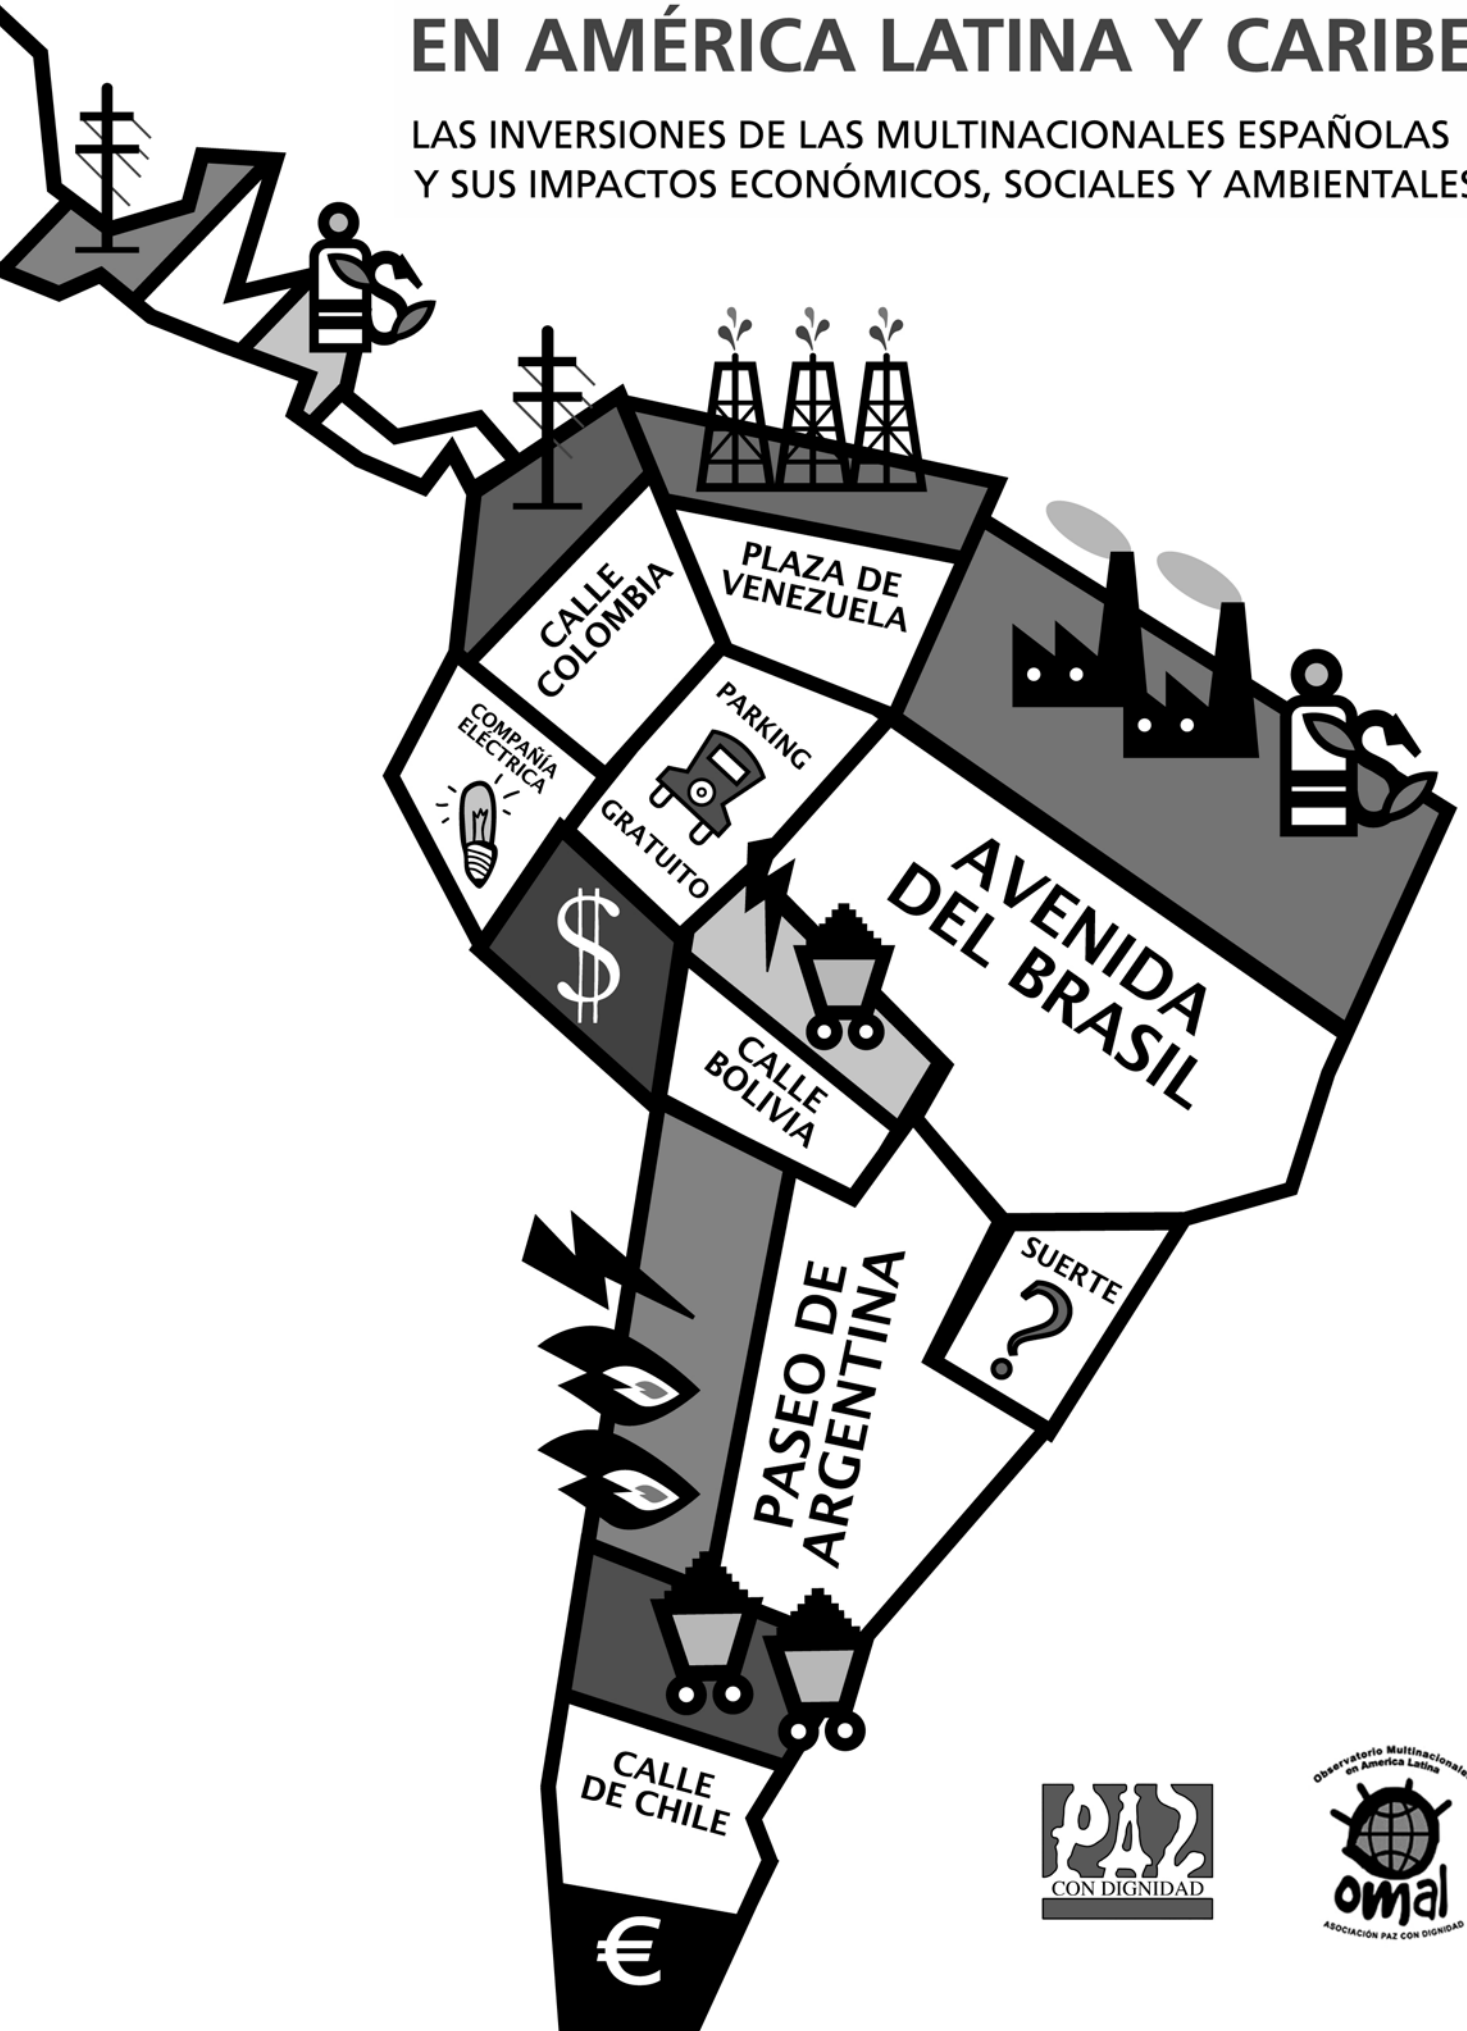 EN AMÉRICA LATINA Y CARIBE
LAS INVERSIONES DE LAS MULTINACIONALES ESPAÑOLAS
Y SUS IMPACTOS ECONÓMICOS, SOCIALES Y AMBIENTALES
S
PLAZA DE
VENEZUELA
CALLE
COLOMBIA
PARKING
GRATUITO
COMPAÑÍA
ELÉCTRICA
S
$
AVENIDA
DEL BRASIL
CALLE
BOLIVIA
SUERTE
?
PASEO DE
ARGENTINA
CALLE
DE CHILE
€
PAZ
CON DIGNIDAD
Observatorio Multinacionales
en America Latina
omal
ASOCIACIÓN PAZ CON DIGNIDAD